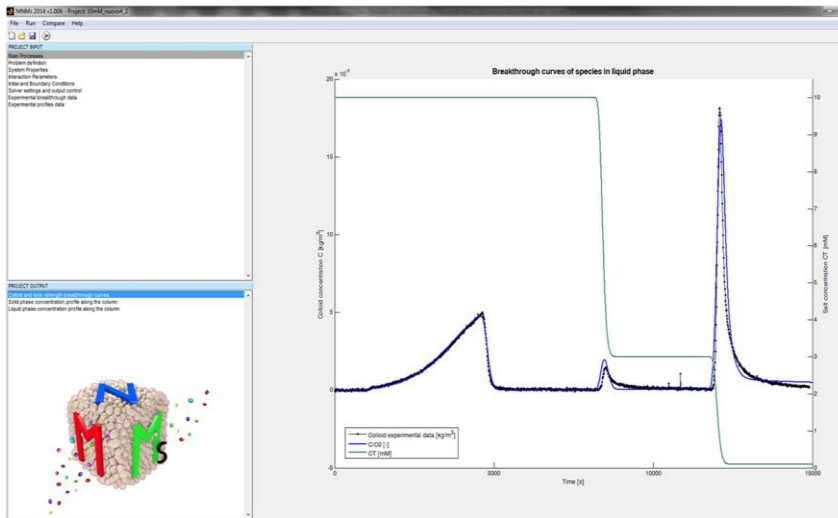 MNMs 2014 v1.006 - Project: 10mM_nuovo4_2
File Run Compare Help
PROJECT INPUT
Main Processes
Problem definition
System Properties
Interaction Parameters
Initial and Boundary Conditions
Solver settings and output control
Experimental breakthrough data
Experimental profiles data
PROJECT OUTPUT
Colloid and ionic strength breakthrough curves
Solid phase concentration profile along the column
Liquid phase concentration profile along the column
M N M s
Breakthrough curves of species in liquid phase
20
15
10
5
0
-5
Colloid concentration C [kg/m³]
10
9
8
7
6
5
4
3
2
1
0
Salt concentration CT [mM]
Colloid experimental data [kg/m³]
C/C0 [-]
CT [mM]
0 5000 10000 15000
Time [s]